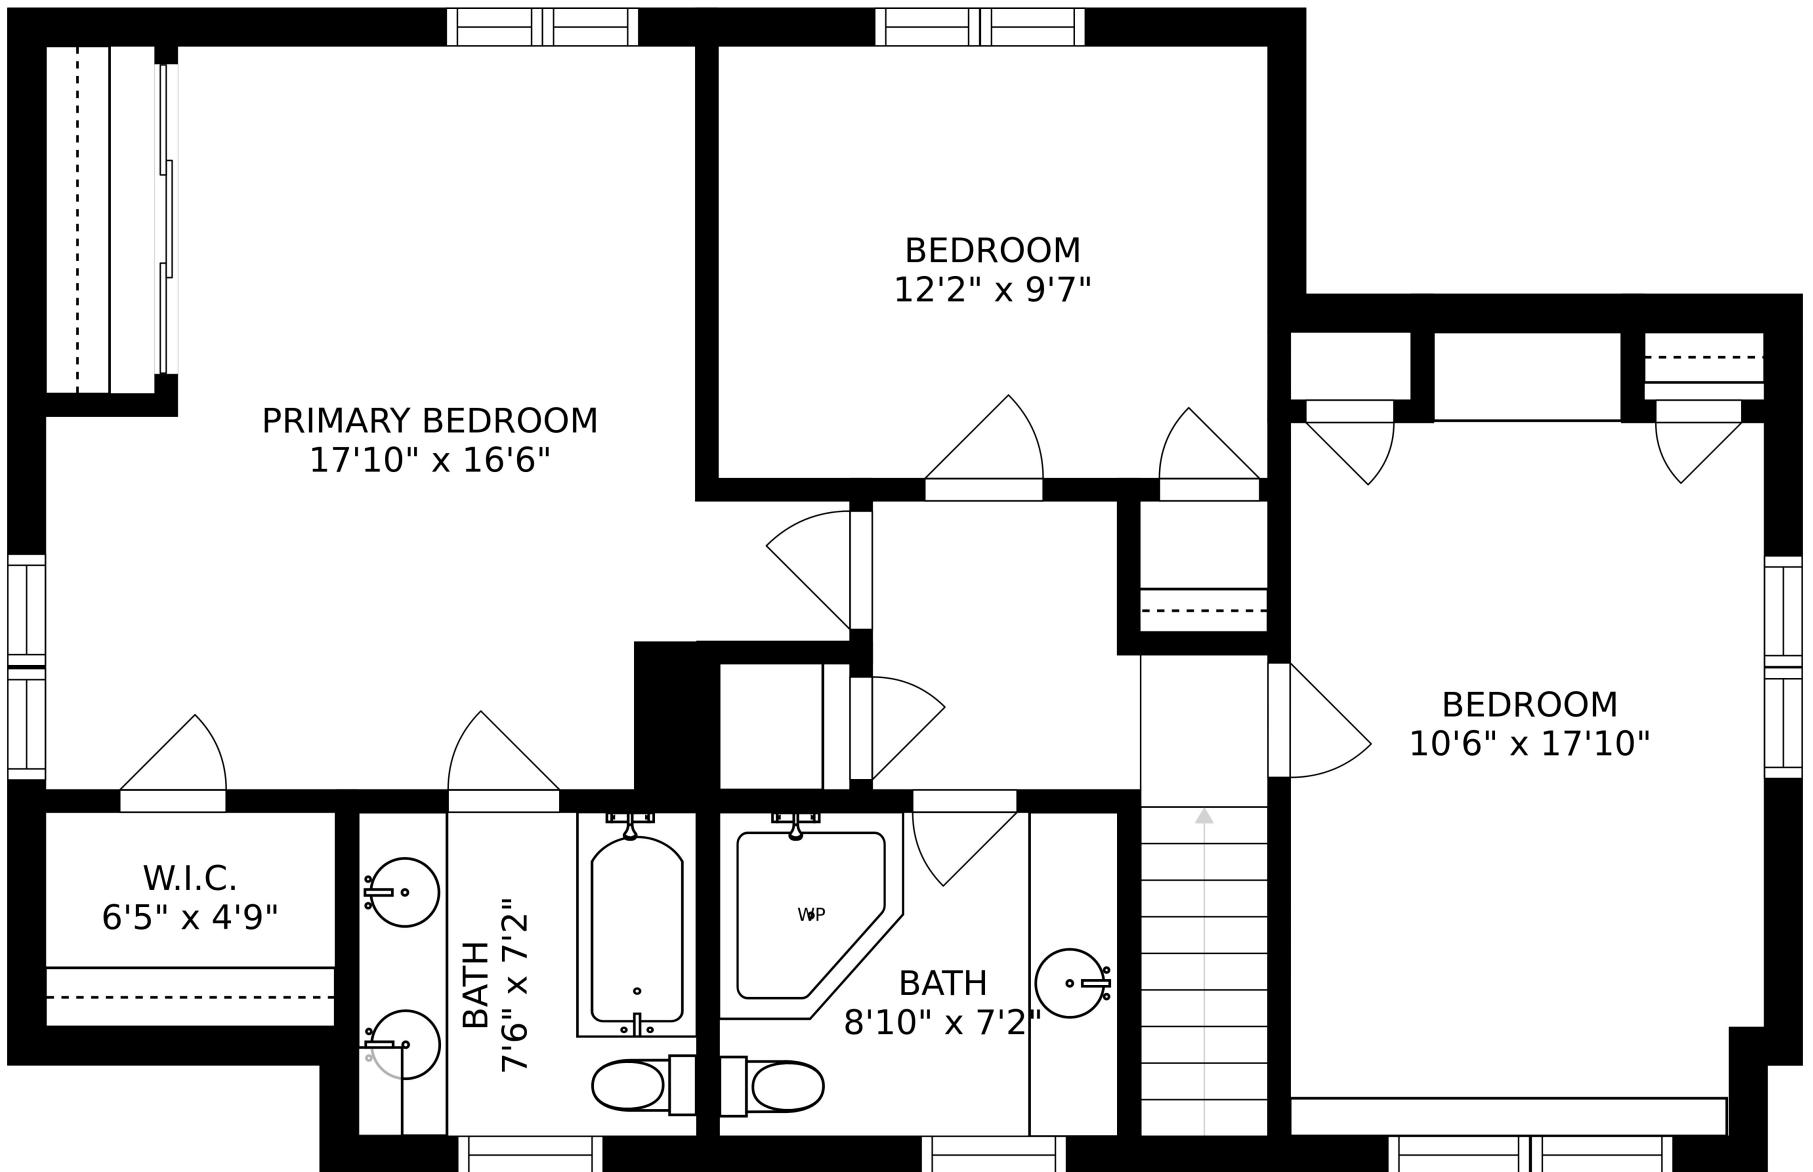 BEDROOM
12'2" x 9'7"
PRIMARY BEDROOM
17'10" x 16'6"
BEDROOM
10'6" x 17'10"
W.I.C.
6'5" x 4'9"
BATH
7'6" x 7'2"
WP
BATH
8'10" x 7'2"